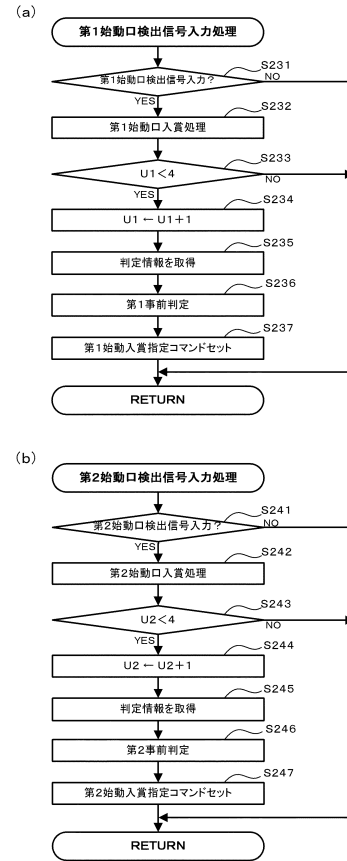 (a)
第1始動口検出信号入力処理
S231
第1始動口検出信号入力？
NO
YES
S232
第1始動口入賞処理
S233
U1＜4
NO
YES
S234
U1 ← U1＋1
S235
判定情報を取得
S236
第1事前判定
S237
第1始動入賞指定コマンドセット
RETURN
(b)
第2始動口検出信号入力処理
S241
第2始動口検出信号入力？
NO
YES
S242
第2始動口入賞処理
S243
U2＜4
NO
YES
S244
U2 ← U2＋1
S245
判定情報を取得
S246
第2事前判定
S247
第2始動入賞指定コマンドセット
RETURN